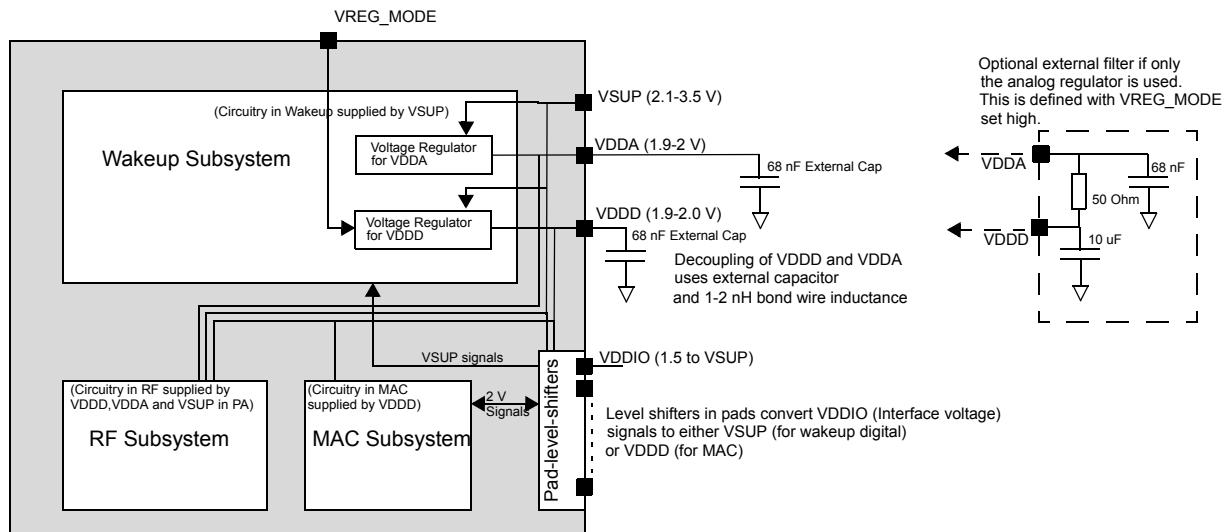 VREG_MODE
(Circuitry in Wakeup supplied by VSUP)
Wakeup Subsystem
Voltage Regulator
for VDDA
Voltage Regulator
for VDDD
VSUP (2.1-3.5 V)
VDDA (1.9-2 V)
68 nF External Cap
VDDD (1.9-2.0 V)
68 nF External Cap
Decoupling of VDDD and VDDA
uses external capacitor
and 1-2 nH bond wire inductance
Optional external filter if only
the analog regulator is used.
This is defined with VREG_MODE
set high.
VDDA
68 nF
50 Ohm
VDDD
10 uF
VSUP signals
VDDIO (1.5 to VSUP)
(Circuitry in RF supplied by
VDDD,VDDA and VSUP in PA)
RF Subsystem
(Circuitry in MAC
supplied by VDDD)
MAC Subsystem
2 V
Signals
Pad-level-shifters
Level shifters in pads convert VDDIO (Interface voltage)
signals to either VSUP (for wakeup digital)
or VDDD (for MAC)